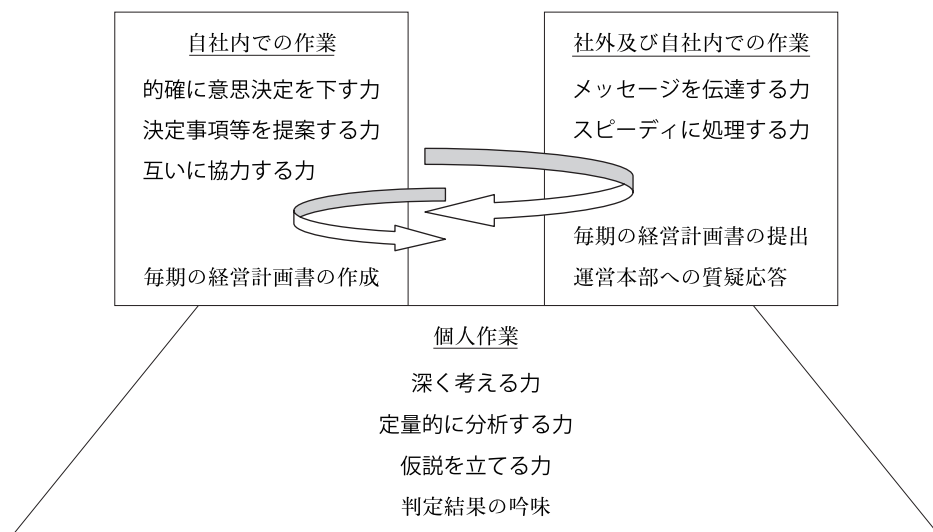 自社内での作業
的確に意思決定を下す力
決定事項等を提案する力
互いに協力する力
毎期の経営計画書の作成
社外及び自社内での作業
メッセージを伝達する力
スピーディに処理する力
毎期の経営計画書の提出
運営本部への質疑応答
個人作業
深く考える力
定量的に分析する力
仮説を立てる力
判定結果の吟味